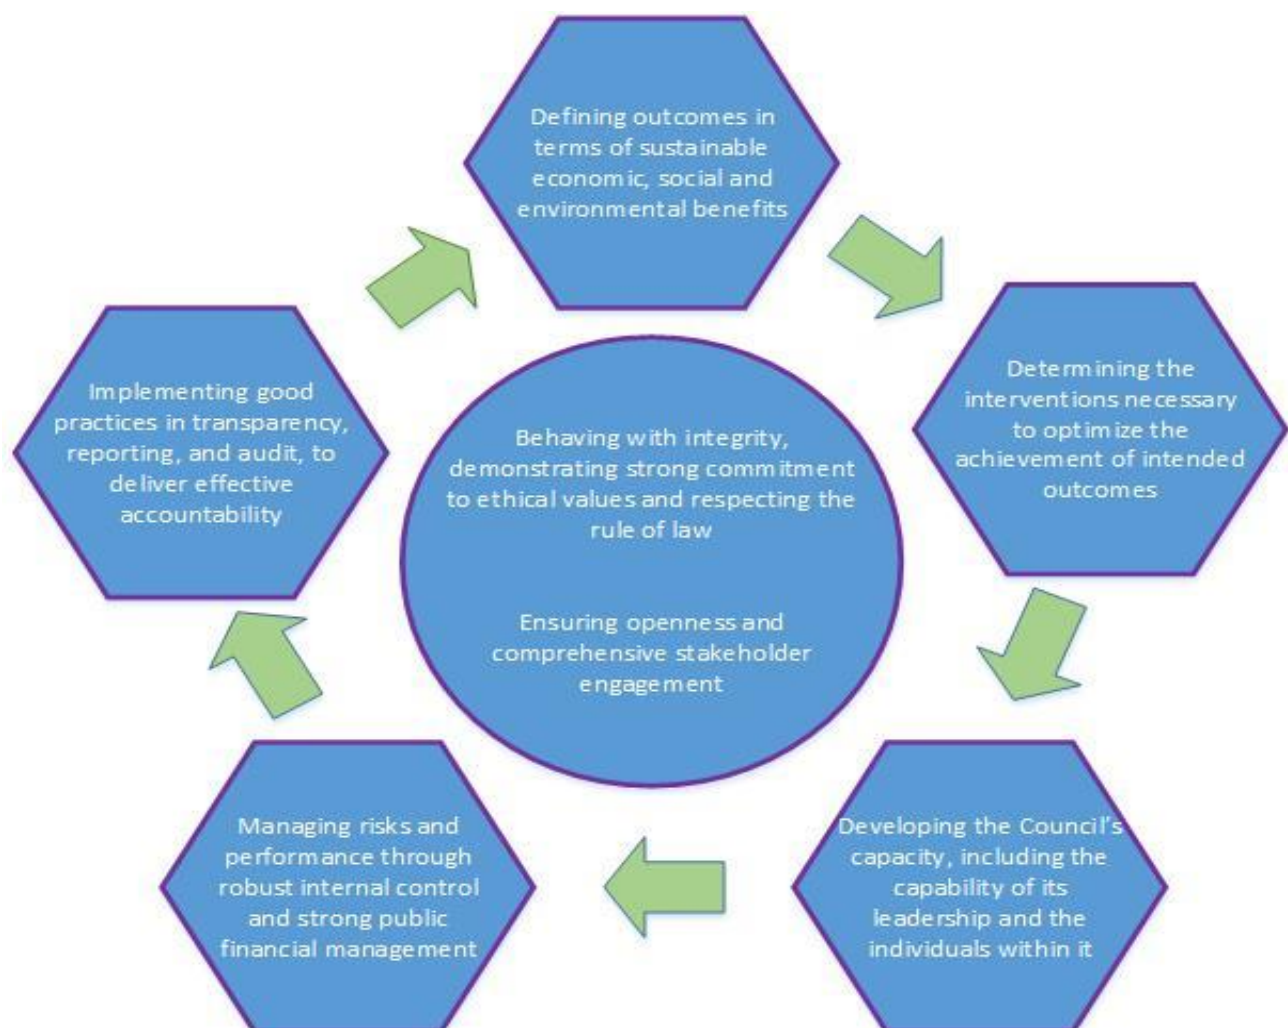 Defining outcomes in
terms of sustainable
economic, social and
environmental benefits
Determining the
interventions necessary
to optimize the
achievement of intended
outcomes
Developing the Council's
capacity, including the
capability of its
leadership and the
individuals within it
Managing risks and
performance through
robust internal control
and strong public
financial management
Implementing good
practices in transparency,
reporting, and audit, to
deliver effective
accountability
Behaving with integrity,
demonstrating strong commitment
to ethical values and respecting the
rule of law
Ensuring openness and
comprehensive stakeholder
engagement